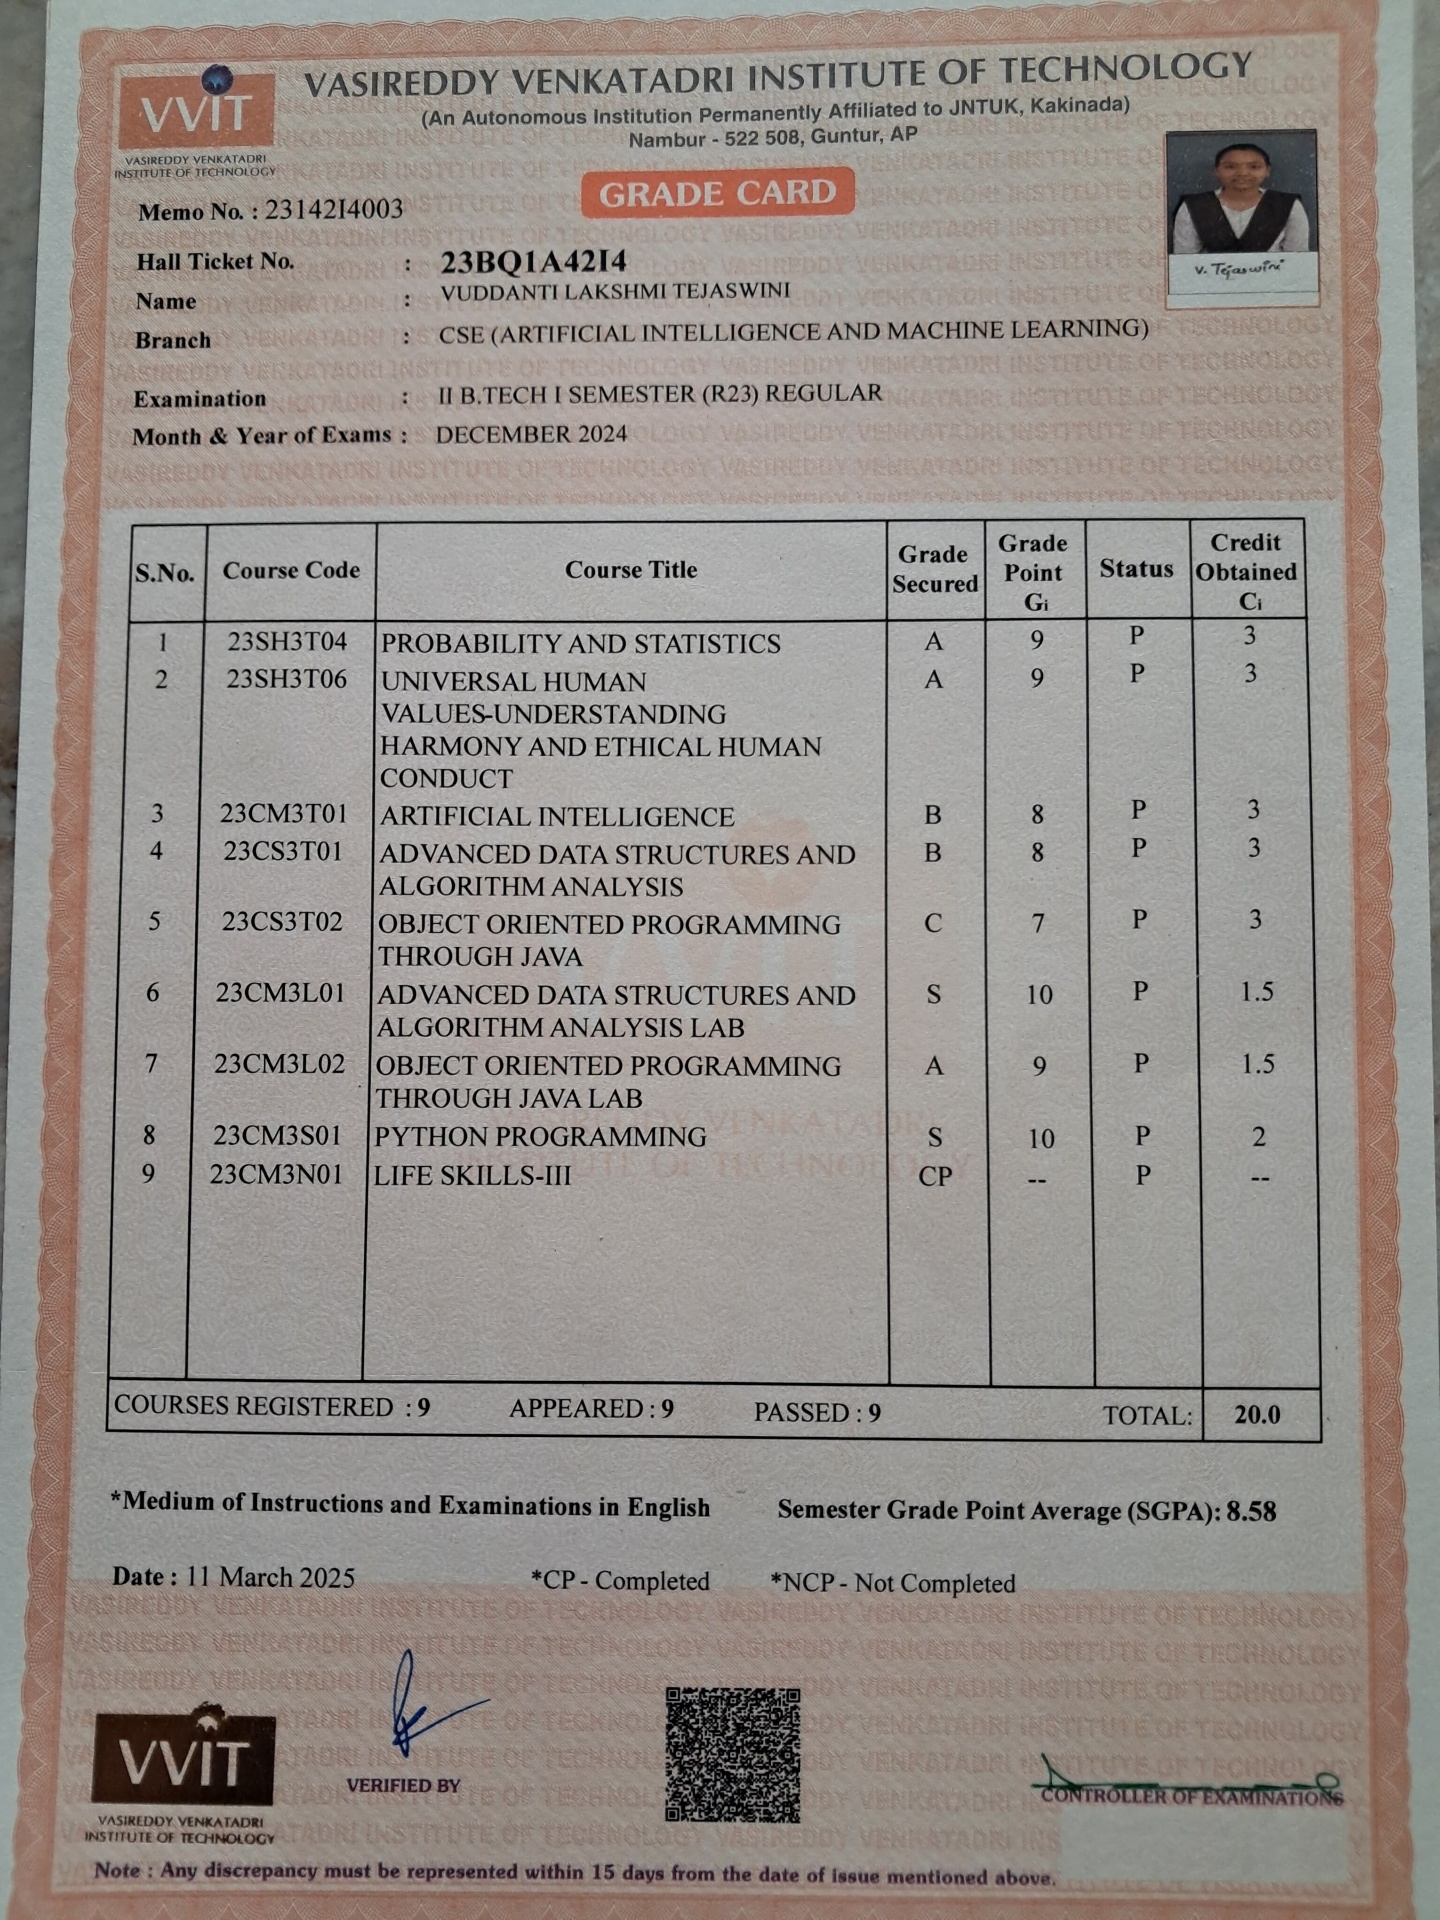 VVIT
VASIREDDY VENKATADRI
INSTITUTE OF TECHNOLOGY
VASIREDDY VENKATADRI INSTITUTE OF TECHNOLOGY
(An Autonomous Institution Permanently Affiliated to JNTUK, Kakinada)
Nambur - 522 508, Guntur, AP
GRADE CARD
V. Tejaswini
Memo No. : 23142I4003
Hall Ticket No. : 23BQ1A42I4
Name : VUDDANTI LAKSHMI TEJASWINI
Branch : CSE (ARTIFICIAL INTELLIGENCE AND MACHINE LEARNING)
Examination : II B.TECH I SEMESTER (R23) REGULAR
Month & Year of Exams : DECEMBER 2024
S.No. Course Code Course Title Grade Secured Grade Point Gi Status Credit Obtained Ci
1 23SH3T04 PROBABILITY AND STATISTICS A 9 P 3
2 23SH3T06 UNIVERSAL HUMAN A 9 P 3
VALUES-UNDERSTANDING
HARMONY AND ETHICAL HUMAN
CONDUCT
3 23CM3T01 ARTIFICIAL INTELLIGENCE B 8 P 3
4 23CS3T01 ADVANCED DATA STRUCTURES AND B 8 P 3
ALGORITHM ANALYSIS
5 23CS3T02 OBJECT ORIENTED PROGRAMMING C 7 P 3
THROUGH JAVA
6 23CM3L01 ADVANCED DATA STRUCTURES AND S 10 P 1.5
ALGORITHM ANALYSIS LAB
7 23CM3L02 OBJECT ORIENTED PROGRAMMING A 9 P 1.5
THROUGH JAVA LAB
8 23CM3S01 PYTHON PROGRAMMING S 10 P 2
9 23CM3N01 LIFE SKILLS-III CP -- P --
COURSES REGISTERED : 9 APPEARED : 9 PASSED : 9 TOTAL: 20.0
*Medium of Instructions and Examinations in English Semester Grade Point Average (SGPA): 8.58
Date : 11 March 2025 *CP - Completed *NCP - Not Completed
VVIT
VASIREDDY VENKATADRI
INSTITUTE OF TECHNOLOGY
VERIFIED BY
CONTROLLER OF EXAMINATIONS
Note : Any discrepancy must be represented within 15 days from the date of issue mentioned above.